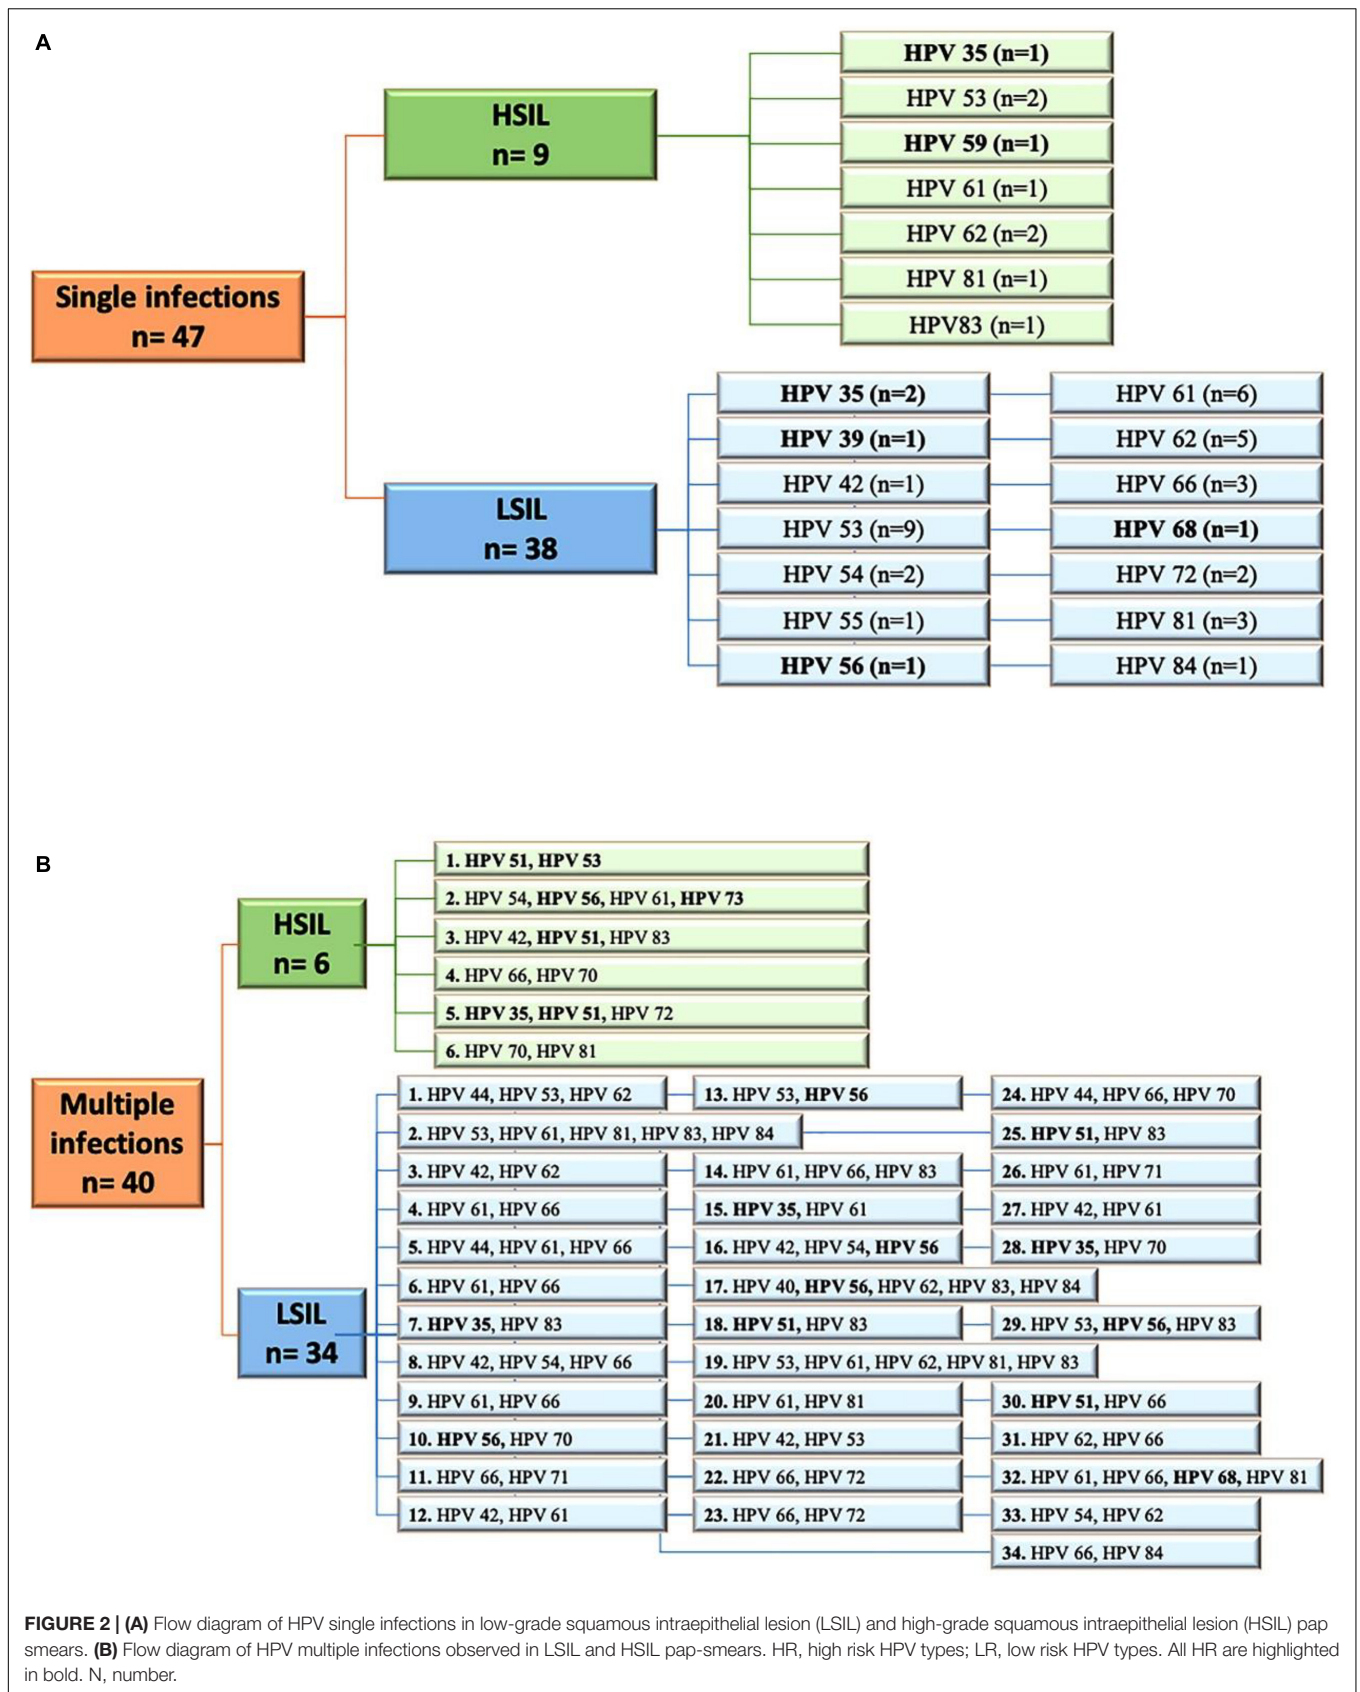 A
HPV 35 (n=1)
HPV 53 (n=2)
HPV 59 (n=1)
HPV 61 (n=1)
HPV 62 (n=2)
HPV 81 (n=1)
HPV83 (n=1)
HSIL
n= 9
Single infections
n= 47
LSIL
n= 38
HPV 35 (n=2)
HPV 39 (n=1)
HPV 42 (n=1)
HPV 53 (n=9)
HPV 54 (n=2)
HPV 55 (n=1)
HPV 56 (n=1)
HPV 61 (n=6)
HPV 62 (n=5)
HPV 66 (n=3)
HPV 68 (n=1)
HPV 72 (n=2)
HPV 81 (n=3)
HPV 84 (n=1)
B
HSIL
n= 6
1. HPV 51, HPV 53
2. HPV 54, HPV 56, HPV 61, HPV 73
3. HPV 42, HPV 51, HPV 83
4. HPV 66, HPV 70
5. HPV 35, HPV 51, HPV 72
6. HPV 70, HPV 81
Multiple
infections
n= 40
LSIL
n= 34
1. HPV 44, HPV 53, HPV 62
2. HPV 53, HPV 61, HPV 81, HPV 83, HPV 84
3. HPV 42, HPV 62
4. HPV 61, HPV 66
5. HPV 44, HPV 61, HPV 66
6. HPV 61, HPV 66
7. HPV 35, HPV 83
8. HPV 42, HPV 54, HPV 66
9. HPV 61, HPV 66
10. HPV 56, HPV 70
11. HPV 66, HPV 71
12. HPV 42, HPV 61
13. HPV 53, HPV 56
14. HPV 61, HPV 66, HPV 83
15. HPV 35, HPV 61
16. HPV 42, HPV 54, HPV 56
17. HPV 40, HPV 56, HPV 62, HPV 83, HPV 84
18. HPV 51, HPV 83
19. HPV 53, HPV 61, HPV 62, HPV 81, HPV 83
20. HPV 61, HPV 81
21. HPV 42, HPV 53
22. HPV 66, HPV 72
23. HPV 66, HPV 72
24. HPV 44, HPV 66, HPV 70
25. HPV 51, HPV 83
26. HPV 61, HPV 71
27. HPV 42, HPV 61
28. HPV 35, HPV 70
29. HPV 53, HPV 56, HPV 83
30. HPV 51, HPV 66
31. HPV 62, HPV 66
32. HPV 61, HPV 66, HPV 68, HPV 81
33. HPV 54, HPV 62
34. HPV 66, HPV 84
FIGURE 2 | (A) Flow diagram of HPV single infections in low-grade squamous intraepithelial lesion (LSIL) and high-grade squamous intraepithelial lesion (HSIL) pap
smears. (B) Flow diagram of HPV multiple infections observed in LSIL and HSIL pap-smears. HR, high risk HPV types; LR, low risk HPV types. All HR are highlighted
in bold. N, number.